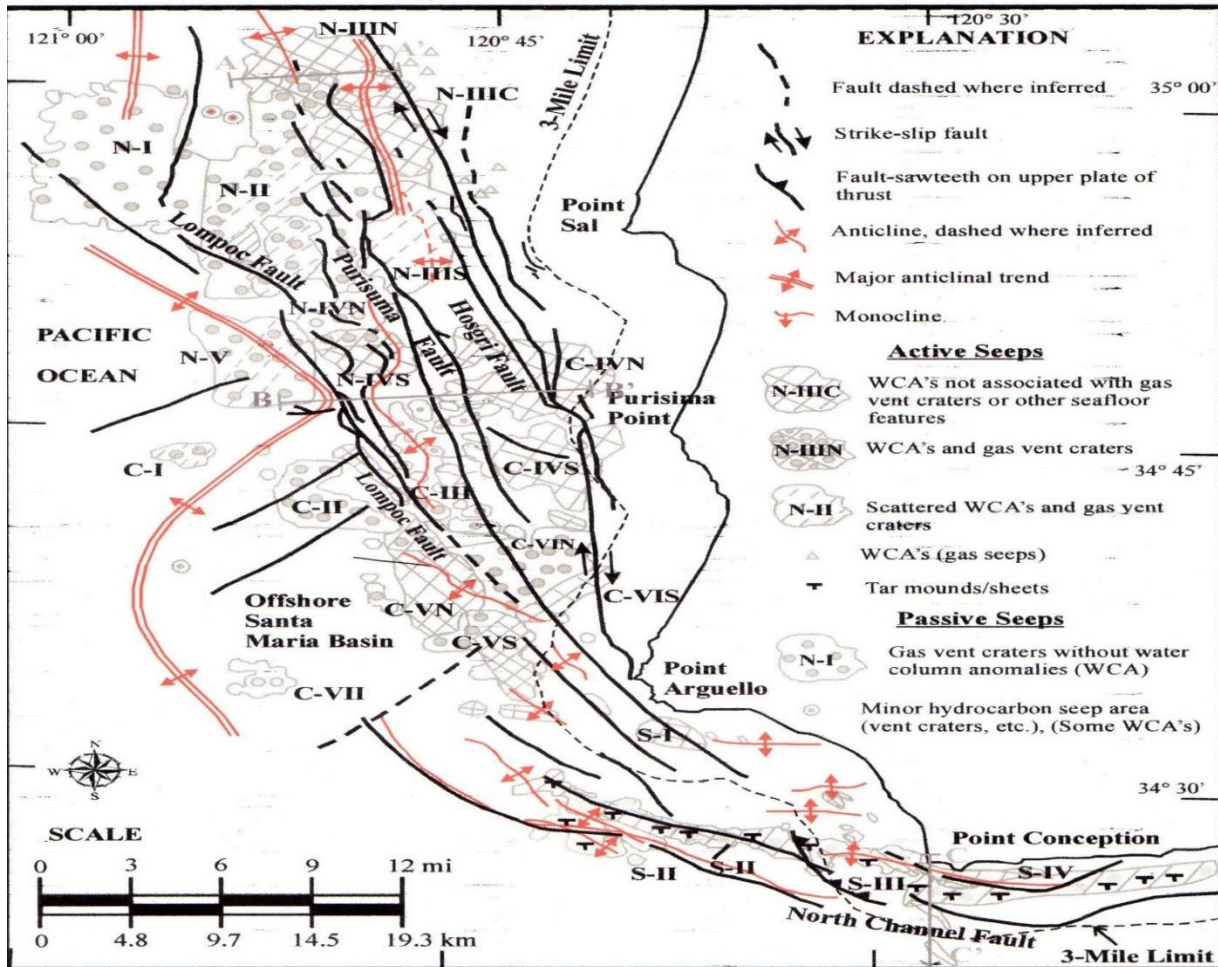 121° 00'
120° 45'
120° 30'
N-IIIN
A'
A
N-IIIC
3-Mile Limit
N-I
N-II
Point
Sal
Lompoc Fault
Purisuma
Fault
N-IIIS
Hosgri Fault
N-IVN
PACIFIC
OCEAN
N-V
N-IVS
C-IVN
B
B'
Purisima
Point
C-I
C-II
C-III
C-IVS
Lompoc Fault
C-VIN
C-VIS
Offshore
Santa
Maria Basin
C-VN
C-VS
C-VII
Point
Arguello
S-I
N
W
E
S
S-II
S-II
S-III
S-IV
C
C'
Point Conception
North Channel Fault
3-Mile Limit
SCALE
0 3 6 9 12 mi
0 4.8 9.7 14.5 19.3 km
EXPLANATION
Fault dashed where inferred
35° 00'
Strike-slip fault
Fault-sawteeth on upper plate of
thrust
Anticline, dashed where inferred
Major anticlinal trend
Monocline
Active Seeps
N-HIC
WCA's not associated with gas
vent craters or other seafloor
features
N-IIIN
WCA's and gas vent craters
34° 45'
N-II
Scattered WCA's and gas vent
craters
WCA's (gas seeps)
Tar mounds/sheets
Passive Seeps
N-I
Gas vent craters without water
column anomalies (WCA)
Minor hydrocarbon seep area
(vent craters, etc.), (Some WCA's)
34° 30'